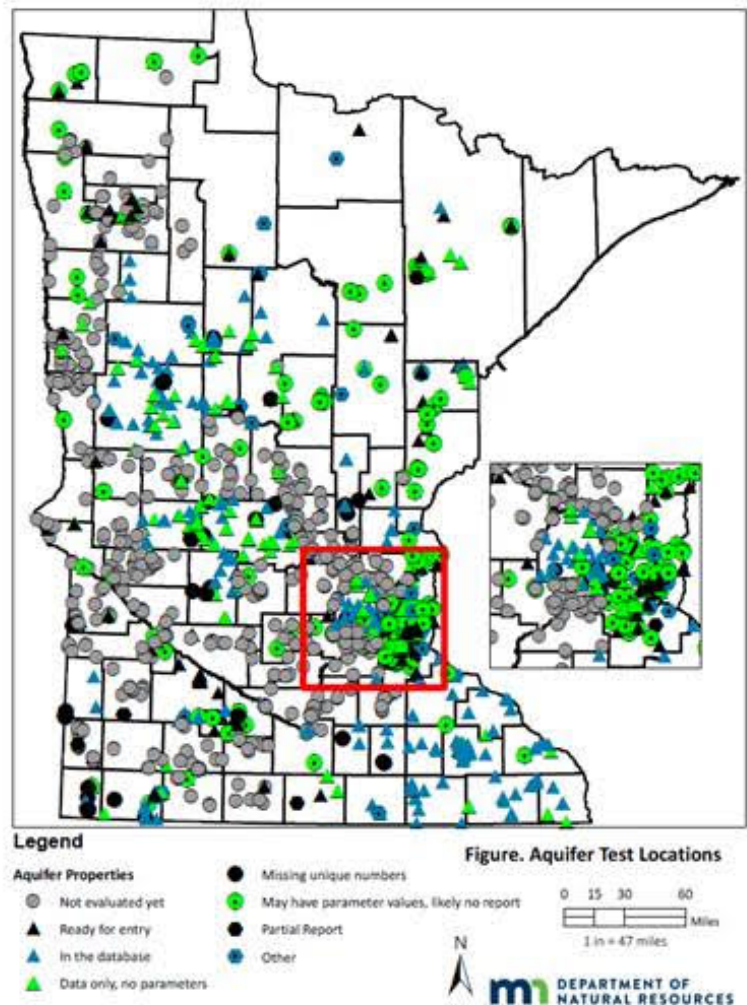 Legend
Figure. Aquifer Test Locations
Aquifer Properties
Not evaluated yet
Ready for entry
In the database
Data only, no parameters
Missing unique numbers
May have parameter values, likely no report
Partial Report
Other
0 15 30 60
Miles
1 in = 47 miles
N
mn DEPARTMENT OF
NATURAL RESOURCES